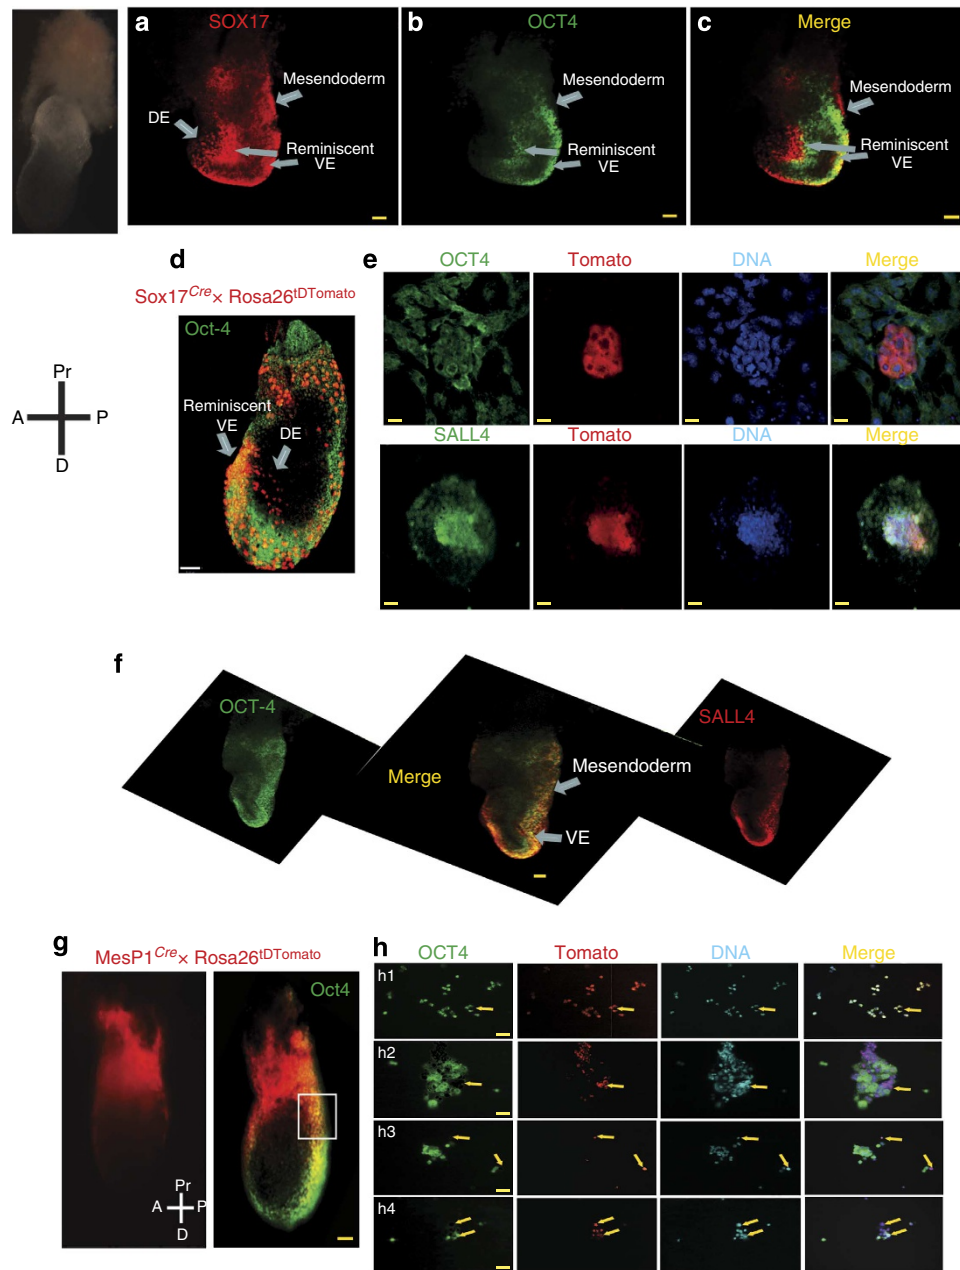 a SOX17
b OCT4
c Merge
Mesendoderm
DE
Reminiscent
VE
Reminiscent
VE
Mesendoderm
Reminiscent
VE
d
Sox17Cre× Rosa26tDTomato
Oct-4
Reminiscent
VE
DE
Pr
A P
D
e OCT4 Tomato DNA Merge
SALL4 Tomato DNA Merge
f
OCT-4
Merge
Mesendoderm
VE
SALL4
g
MesP1Cre× Rosa26tDTomato
Oct4
Pr
A P
D
h OCT4 Tomato DNA Merge
h1
h2
h3
h4